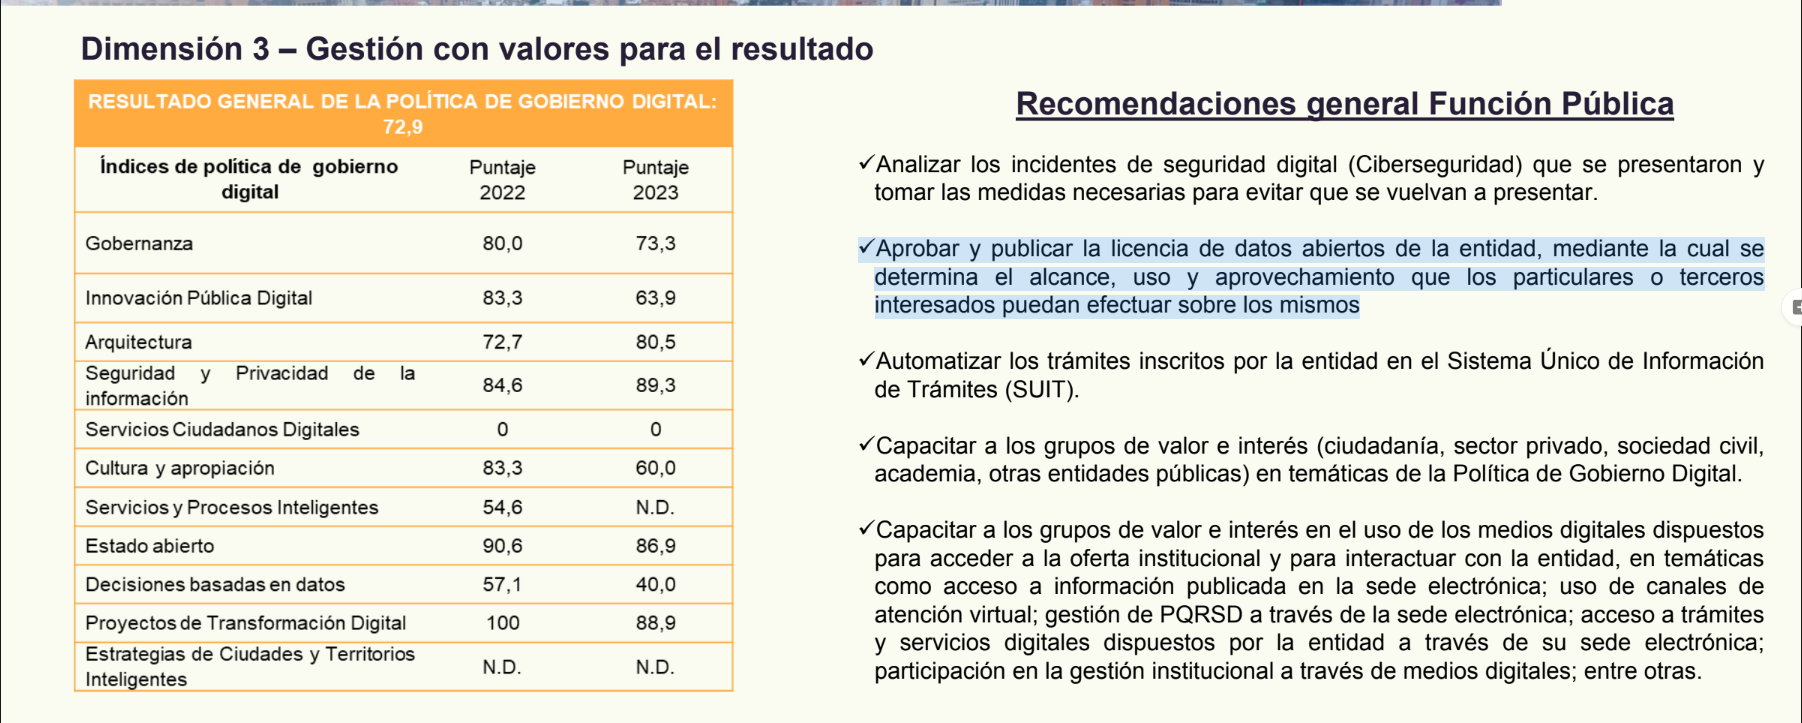 Dimensión 3 – Gestión con valores para el resultado
RESULTADO GENERAL DE LA POLÍTICA DE GOBIERNO DIGITAL:
72,9
Índices de política de gobierno
digital
Puntaje
2022
Puntaje
2023
Gobernanza 80,0 73,3
Innovación Pública Digital 83,3 63,9
Arquitectura 72,7 80,5
Seguridad y Privacidad de la
información 84,6 89,3
Servicios Ciudadanos Digitales 0 0
Cultura y apropiación 83,3 60,0
Servicios y Procesos Inteligentes 54,6 N.D.
Estado abierto 90,6 86,9
Decisiones basadas en datos 57,1 40,0
Proyectos de Transformación Digital 100 88,9
Estrategias de Ciudades y Territorios
Inteligentes N.D. N.D.
Recomendaciones general Función Pública
✓Analizar los incidentes de seguridad digital (Ciberseguridad) que se presentaron y
tomar las medidas necesarias para evitar que se vuelvan a presentar.
✓Aprobar y publicar la licencia de datos abiertos de la entidad, mediante la cual se
determina el alcance, uso y aprovechamiento que los particulares o terceros
interesados puedan efectuar sobre los mismos
✓Automatizar los trámites inscritos por la entidad en el Sistema Único de Información
de Trámites (SUIT).
✓Capacitar a los grupos de valor e interés (ciudadanía, sector privado, sociedad civil,
academia, otras entidades públicas) en temáticas de la Política de Gobierno Digital.
✓Capacitar a los grupos de valor e interés en el uso de los medios digitales dispuestos
para acceder a la oferta institucional y para interactuar con la entidad, en temáticas
como acceso a información publicada en la sede electrónica; uso de canales de
atención virtual; gestión de PQRSD a través de la sede electrónica; acceso a trámites
y servicios digitales dispuestos por la entidad a través de su sede electrónica;
participación en la gestión institucional a través de medios digitales; entre otras.